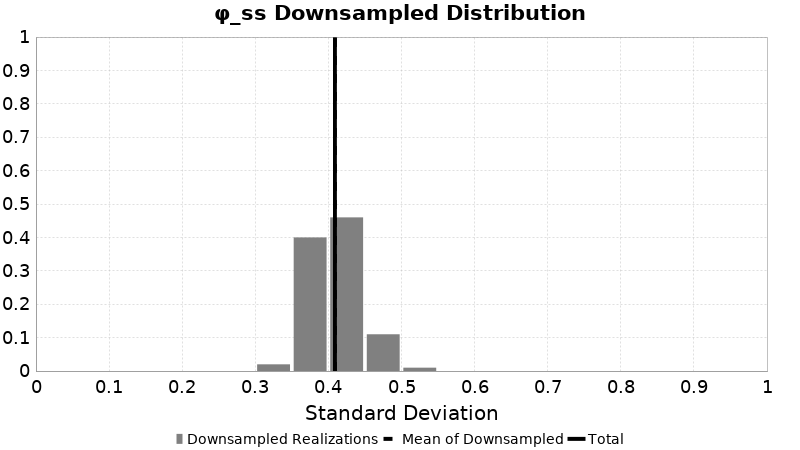 φ_ss Downsampled Distribution
1
0.9
0.8
0.7
0.6
0.5
0.4
0.3
0.2
0.1
0
0 0.1 0.2 0.3 0.4 0.5 0.6 0.7 0.8 0.9 1
Standard Deviation
Downsampled Realizations Mean of Downsampled Total